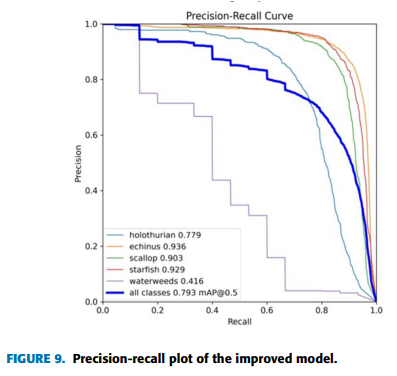 Precision-Recall Curve
1.0
0.8
0.6
0.4
0.2
0.0
Precision
holothurian 0.779
echinus 0.936
scallop 0.903
starfish 0.929
waterweeds 0.416
all classes 0.793 mAP@0.5
0.0 0.2 0.4 0.6 0.8 1.0
Recall
FIGURE 9. Precision-recall plot of the improved model.